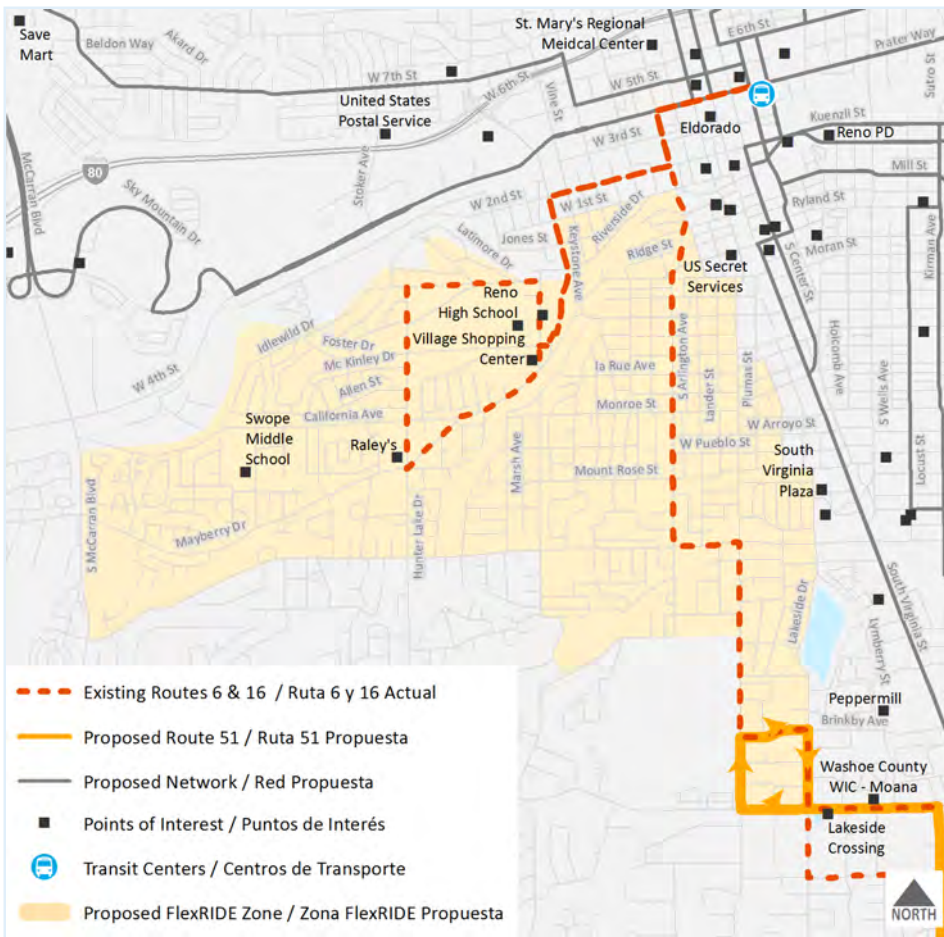 Save
Mart
Beldon Way
Akard Dr
St. Mary's Regional
Meidcal Center
E 6th St
Prater Way
Sutro St
W 7th St
W 6th St
W 5th St
Vine St
United States
Postal Service
Eldorado
Kuenzli St
Reno PD
W 3rd St
Stoker Ave
McCarran Blvd
80
Sky Mountain Dr
Mill St
W 2nd St
W 1st St
Ryland St
Riverside Dr
Keystone Ave
Jones St
Latimore Dr
Ridge St
Moran St
Kirman Ave
S Center St
US Secret
Services
Reno
High School
Village Shopping
Center
Idlewild Dr
Foster Dr
Mc Kinley Dr
Allen St
W 4th St
California Ave
la Rue Ave
S Arlington Ave
Lander St
Plumas St
Holcomb Ave
S Wells Ave
Locust St
Monroe St
W Arroyo St
W Pueblo St
Swope
Middle
School
Raley's
Marsh Ave
Mount Rose St
South
Virginia
Plaza
S McCarran Blvd
Mayberry Dr
Hunter Lake Dr
Lakeside Dr
South Virginia St
Lymberry St
Peppermill
Brinkby Ave
Washoe County
WIC - Moana
Lakeside
Crossing
Existing Routes 6 & 16 / Ruta 6 y 16 Actual
Proposed Route 51 / Ruta 51 Propuesta
Proposed Network / Red Propuesta
Points of Interest / Puntos de Interés
Transit Centers / Centros de Transporte
Proposed FlexRIDE Zone / Zona FlexRIDE Propuesta
NORTH